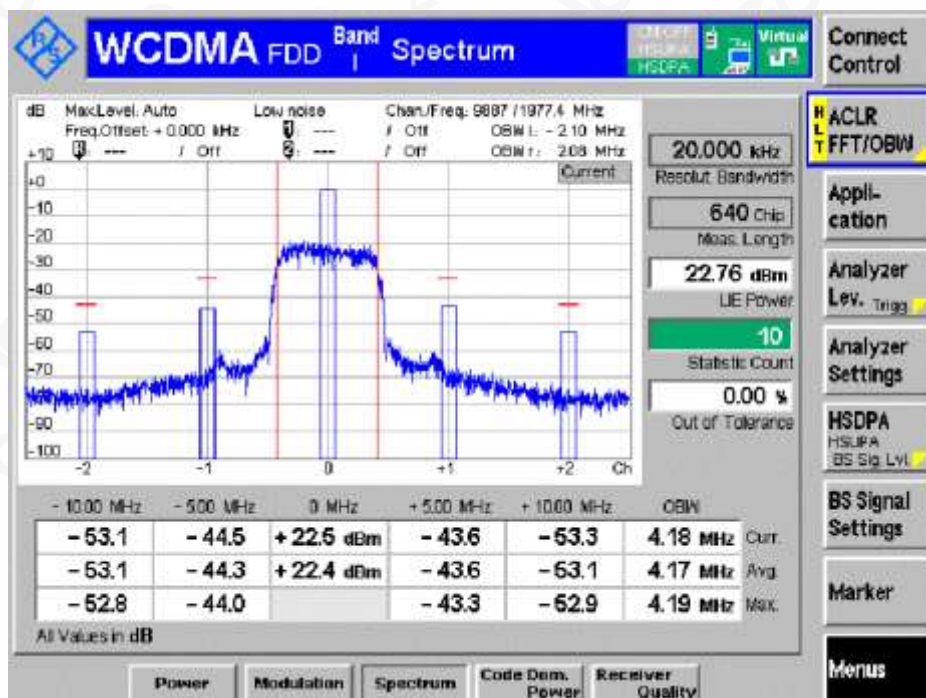 WCDMA FDD Band I Spectrum
HSUPA
HSDPA
Virtual
Connect Control
dB Max.Level: Auto Low noise Chan./Freq.: 9887 / 1977.4 MHz
Freq.Offset: + 0.000 kHz 1: --- / Off OBW l.: - 2.10 MHz
--- / Off 2: --- / Off OBW r.: 2.08 MHz
Current
+10
+0
-10
-20
-30
-40
-50
-60
-70
-90
-100
-2 -1 0 +1 +2 Ch
20.000 kHz
Resolut. Bandwidth
640 Chip
Meas. Length
22.76 dBm
UE Power
10
Statistic Count
0.00 %
Out of Tolerance
- 10.00 MHz - 5.00 MHz 0 MHz + 5.00 MHz + 10.00 MHz OBW
- 53.1 - 44.5 + 22.5 dBm - 43.6 - 53.3 4.18 MHz Curr.
- 53.1 - 44.3 + 22.4 dBm - 43.6 - 53.1 4.17 MHz Avg.
- 52.8 - 44.0 - 43.3 - 52.9 4.19 MHz Max.
All Values in dB
H L T
ACLR
FFT/OBW
Appli-
cation
Analyzer
Lev. Trigg
Analyzer
Settings
HSDPA
HSUPA
BS Sig. Lvl.
BS Signal
Settings
Marker
Menus
Power Modulation Spectrum Code Dom. Power Receiver Quality